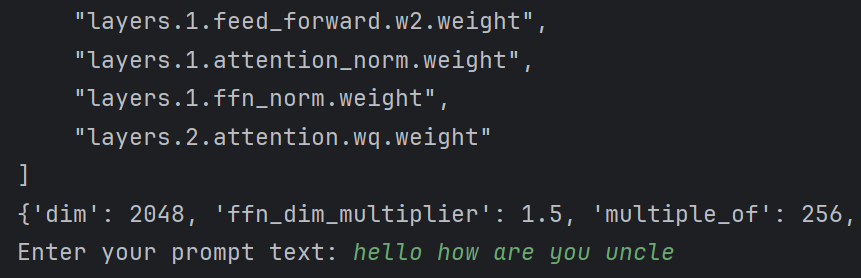 "layers.1.feed_forward.w2.weight",
"layers.1.attention_norm.weight",
"layers.1.ffn_norm.weight",
"layers.2.attention.wq.weight"
]
{'dim': 2048, 'ffn_dim_multiplier': 1.5, 'multiple_of': 256,
Enter your prompt text: hello how are you uncle